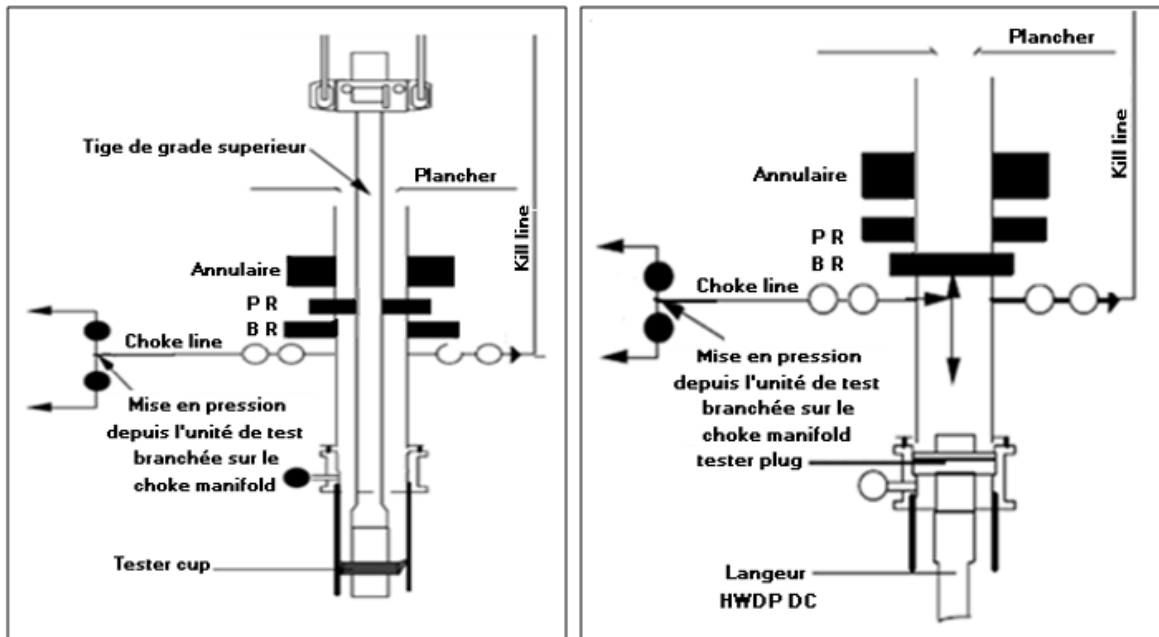 Tige de grade superieur
Plancher
Kill line
Annulaire
P R
B R
Choke line
Mise en pression
depuis l'unité de test
branchée sur le
choke manifold
Tester cup
Plancher
Kill line
Annulaire
P R
B R
Choke line
Mise en pression
depuis l'unité de test
branchée sur le
choke manifold
tester plug
Langeur
HWDP DC